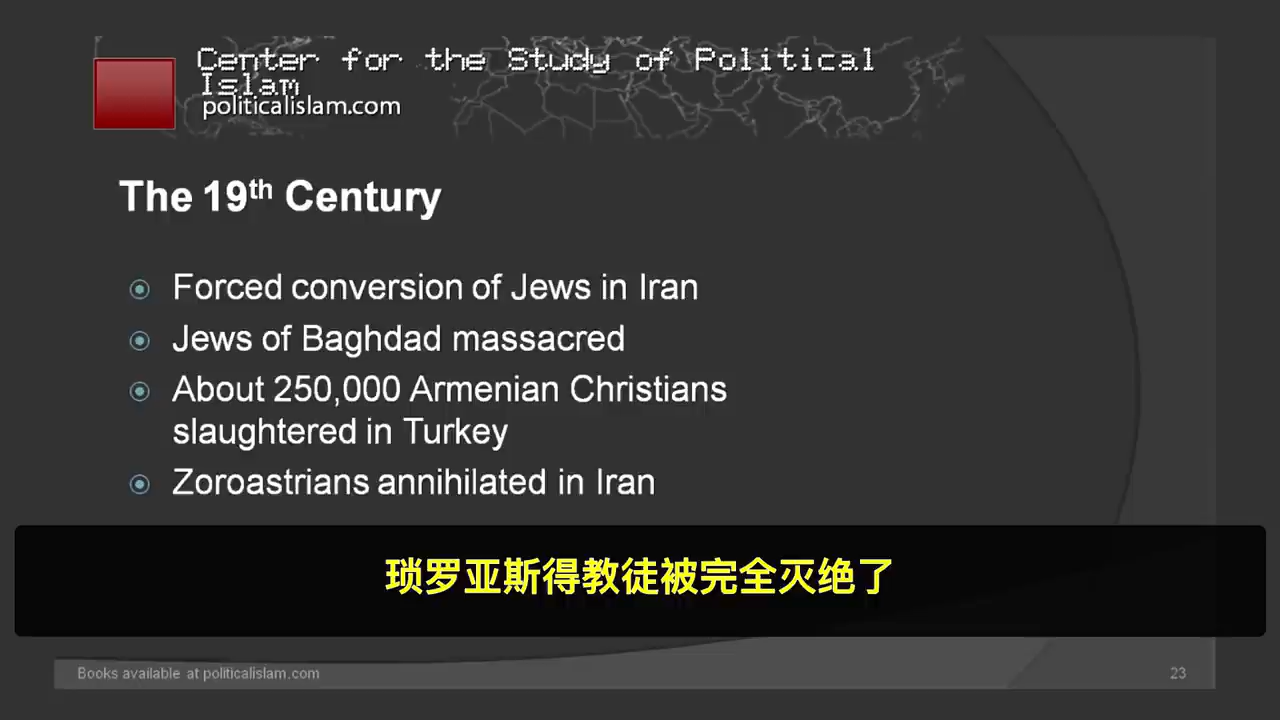 Center for the Study of Political
Islam
politicalislam.com
The 19th Century
Forced conversion of Jews in Iran
Jews of Baghdad massacred
About 250,000 Armenian Christians
slaughtered in Turkey
Zoroastrians annihilated in Iran
琐罗亚斯得教徒被完全灭绝了
Books available at politicalislam.com
23